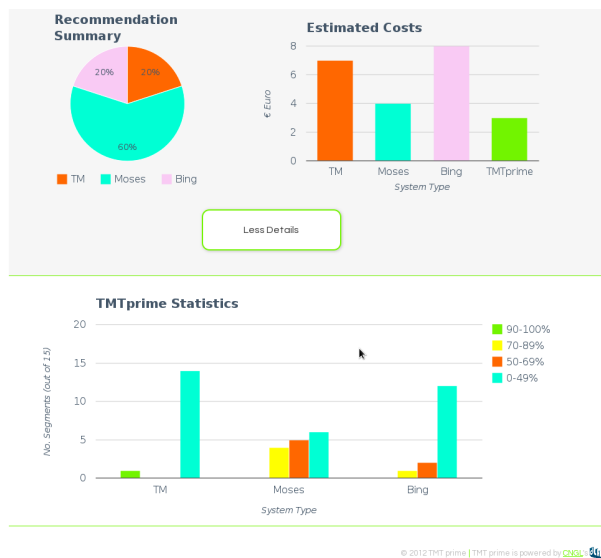 Recommendation
Summary
20%
20%
60%
TM
Moses
Bing
Estimated Costs
8
6
4
2
0
€ Euro
TM
Moses
Bing
TMTprime
System Type
Less Details
TMTprime Statistics
20
15
10
5
0
No. Segments (out of 15)
TM
Moses
Bing
System Type
90-100%
70-89%
50-69%
0-49%
© 2012 TMT prime | TMT prime is powered by CNGL's